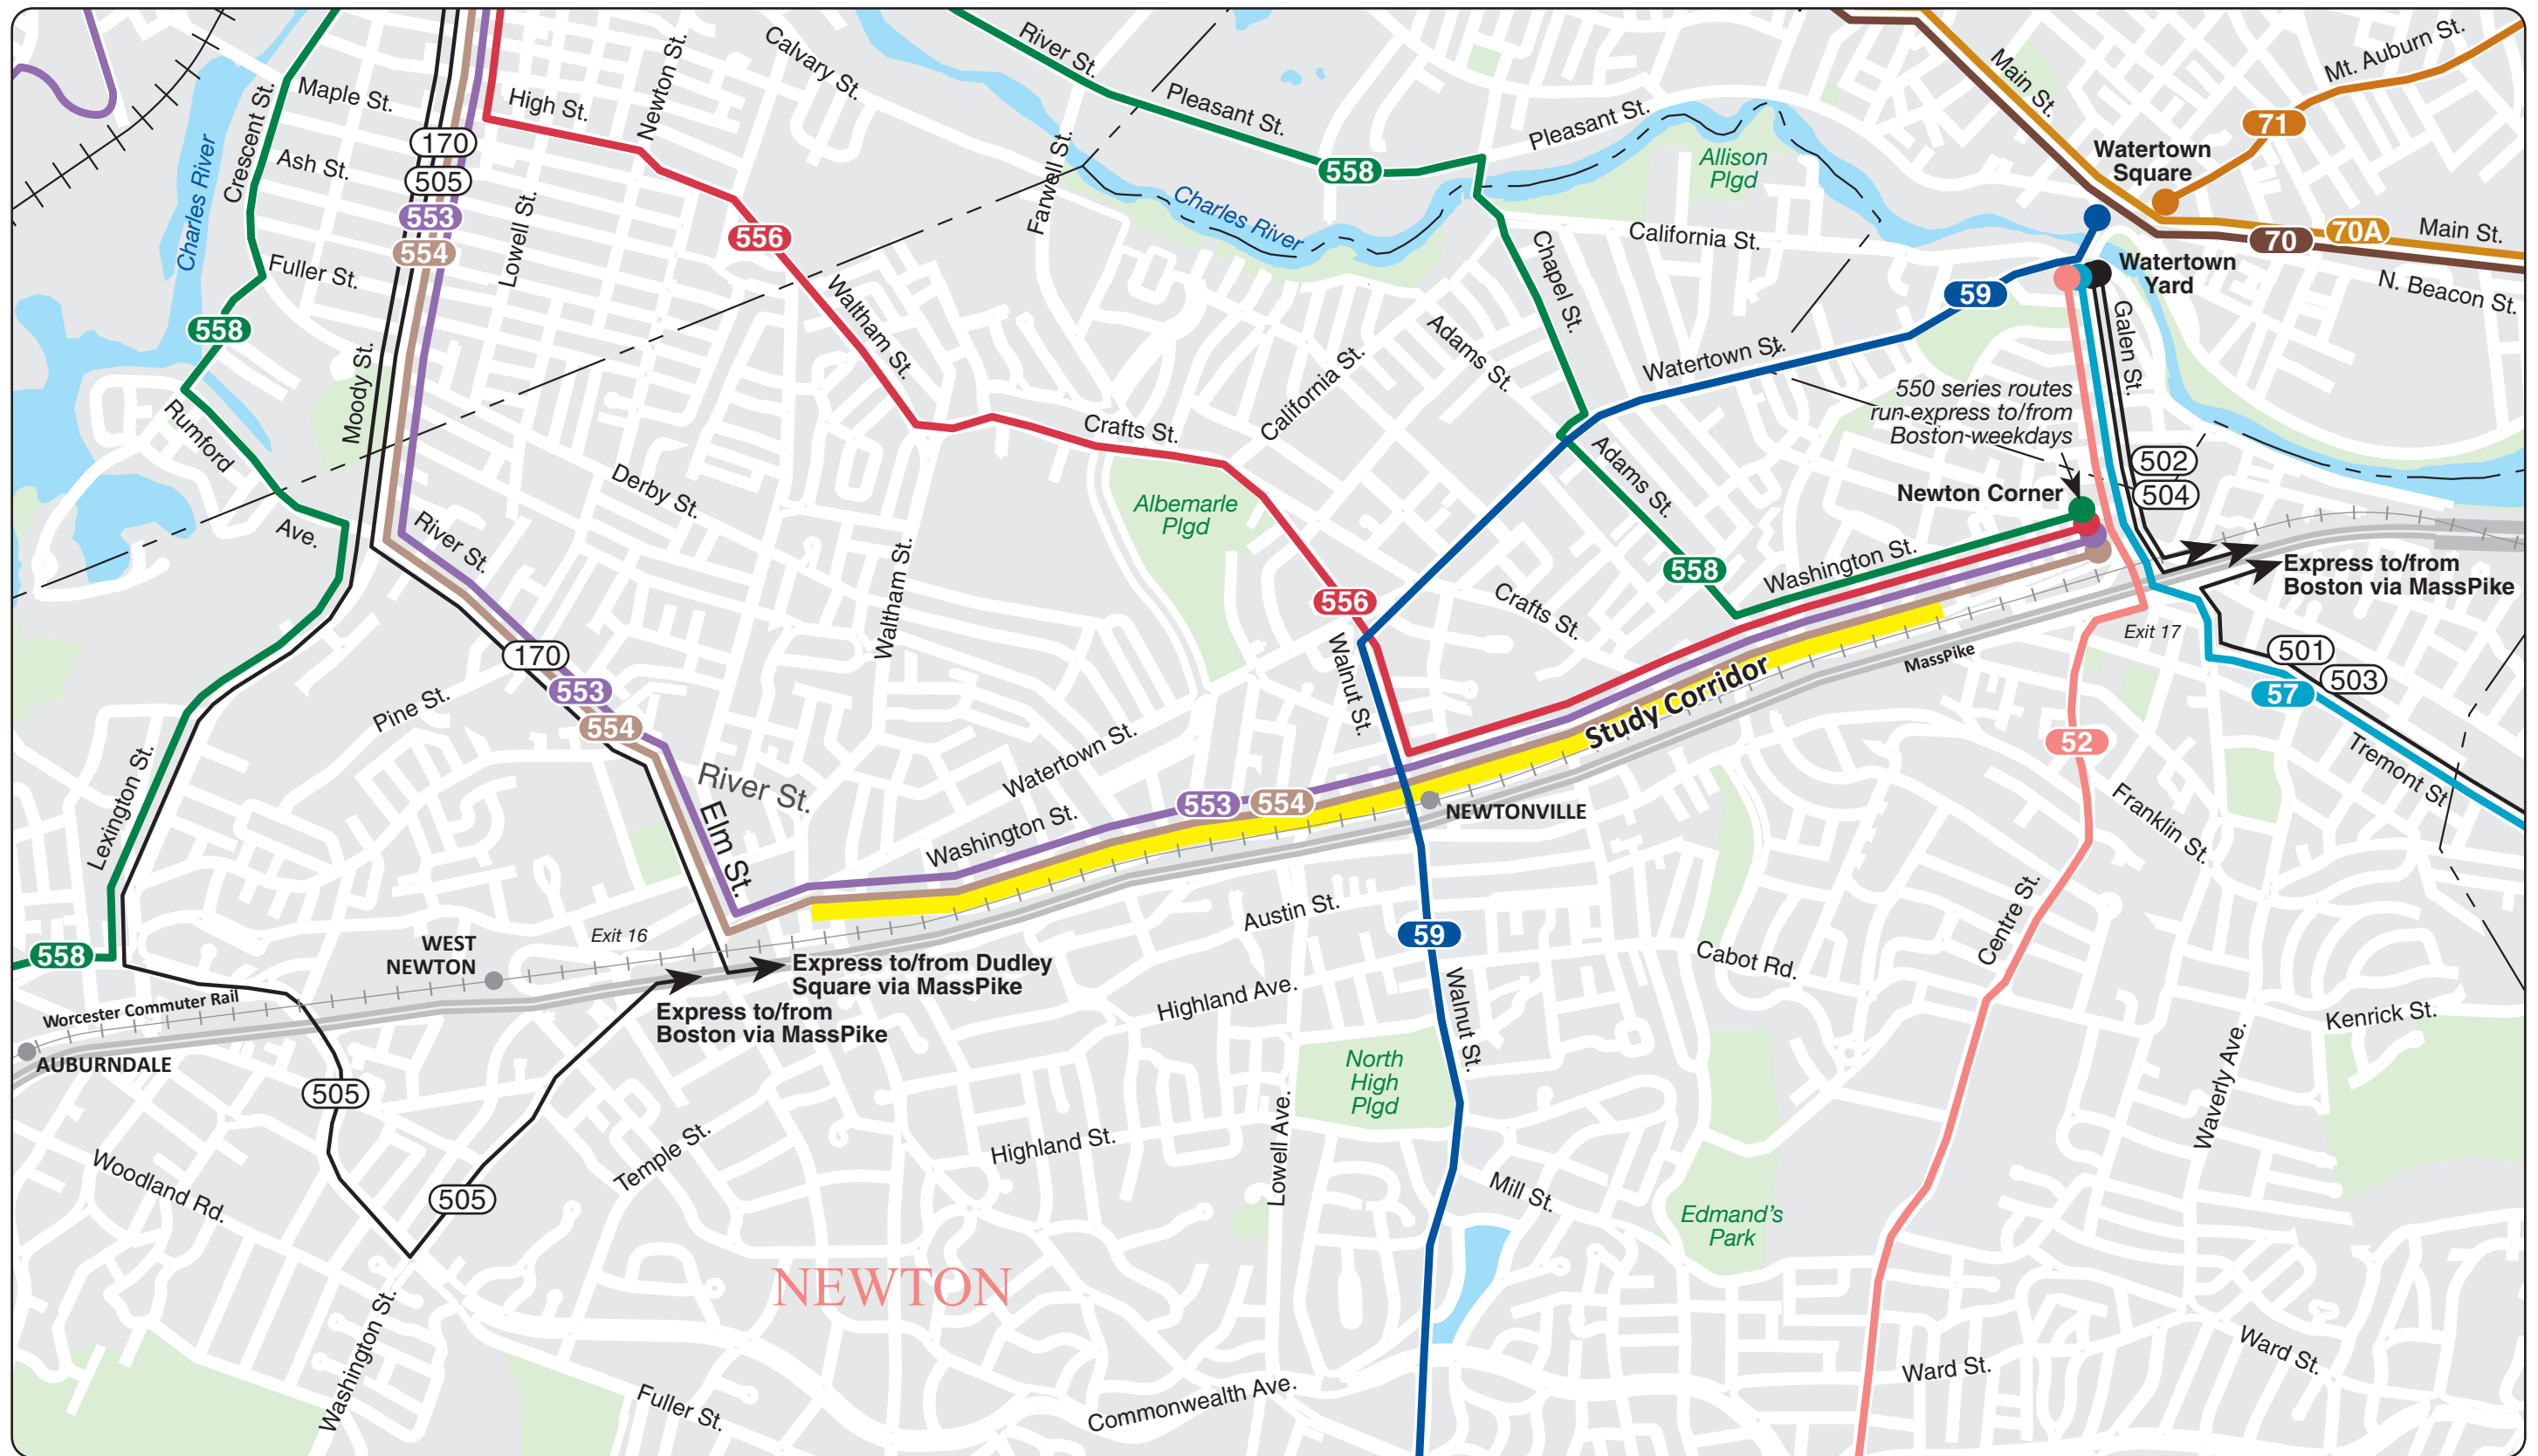 River St.
Calvary St.
Newton St.
Main St.
Mt. Auburn St.
Maple St.
High St.
Pleasant St.
Pleasant St.
71
Crescent St.
170
Ash St.
505
553
554
Charles River
Lowell St.
Farwell St.
558
Allison
Plgd
Watertown
Square
Charles River
556
California St.
70A
70
Main St.
Fuller St.
Chapel St.
Watertown
Yard
N. Beacon St.
59
558
Waltham St.
Galen St.
Moody St.
Adams St.
California St.
Watertown St.
550 series routes
run express to/from
Boston weekdays
Rumford
Ave.
Crafts St.
Adams St.
502
504
Derby St.
Albemarle
Plgd
Newton Corner
River St.
Waltham St.
Washington St.
558
Express to/from
Boston via MassPike
556
Crafts St.
Exit 17
170
Walnut St.
MassPike
501
503
57
553
554
Pine St.
Study Corridor
52
Watertown St.
River St.
Tremont St
Lexington St.
Elm St.
553
554
NEWTONVILLE
Washington St.
Franklin St.
Austin St.
Centre St.
59
558
WEST
NEWTON
Exit 16
Cabot Rd.
Express to/from Dudley
Square via MassPike
Express to/from
Boston via MassPike
Highland Ave.
Walnut St.
Worcester Commuter Rail
AUBURNDALE
Kenrick St.
North
High
Plgd
505
Waverly Ave.
Lowell Ave.
Highland St.
Temple St.
Woodland Rd.
505
Mill St.
Edmand's
Park
NEWTON
Washington St.
Ward St.
Ward St.
Fuller St.
Commonwealth Ave.